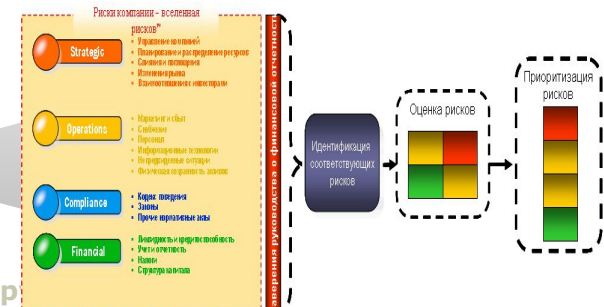 Риски компании – вселенная
рисков™
Strategic
• Управление компанией
• Планирование и распределение ресурсов
• Слияния и поглощения
• Изменения рынка
• Взаимоотношения с инвесторами
Operations
• Маркетинг и сбыт
• Снабжение
• Персонал
• Информационные технологии
• Непредвиденные ситуации
• Физическая сохранность активов
Compliance
• Кодекс поведения
• Законы
• Прочие нормативные акты
Financial
• Ликвидность и кредитоспособность
• Учет и отчетность
• Налоги
• Структура капитала
заверения руководства о финансовой отчетност
Идентификация
соответствующих
рисков
Оценка рисков
Приоритизация
рисков
p